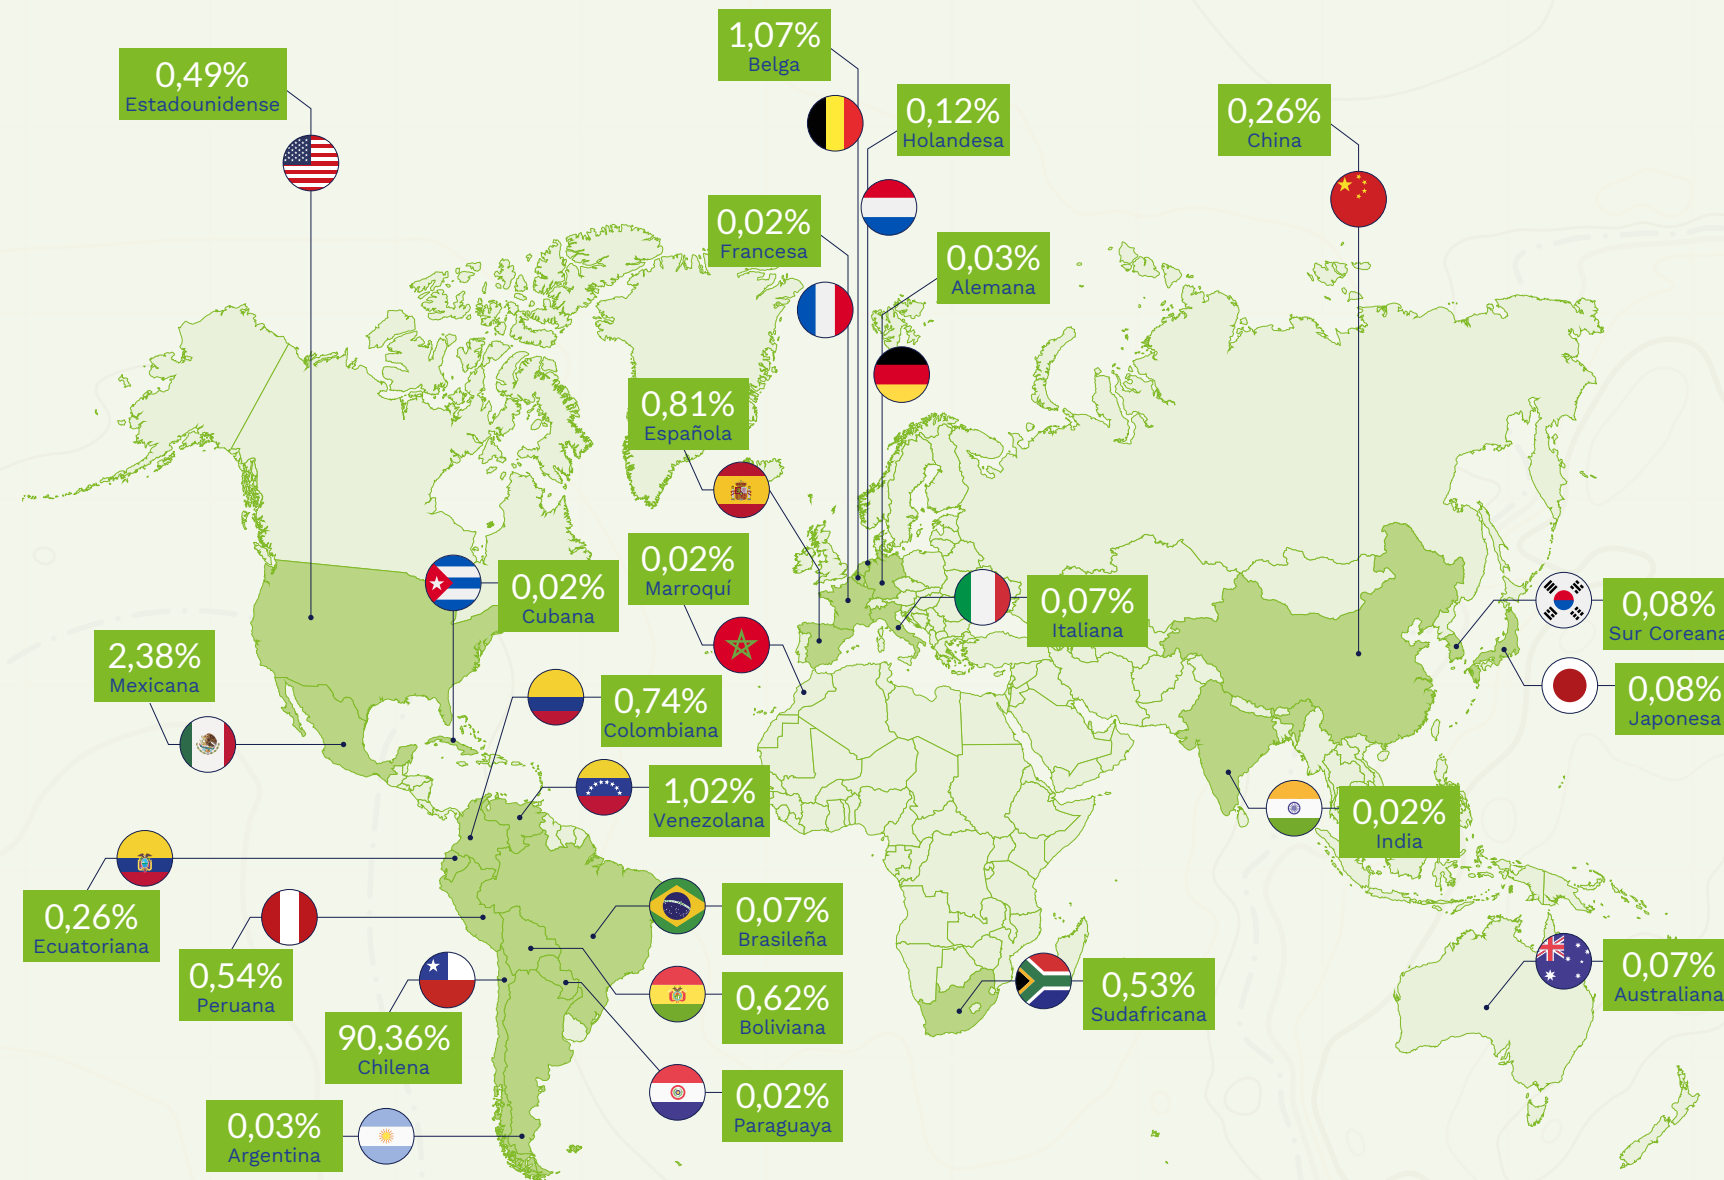 1,07%
Belga
0,49%
Estadounidense
0,12%
Holandesa
0,26%
China
0,02%
Francesa
0,03%
Alemana
0,81%
Española
0,02%
Marroquí
0,02%
Cubana
0,07%
Italiana
0,08%
Sur Coreana
2,38%
Mexicana
0,74%
Colombiana
0,08%
Japonesa
1,02%
Venezolana
0,02%
India
0,26%
Ecuatoriana
0,07%
Brasileña
0,54%
Peruana
0,62%
Boliviana
0,53%
Sudafricana
0,07%
Australiana
90,36%
Chilena
0,02%
Paraguaya
0,03%
Argentina